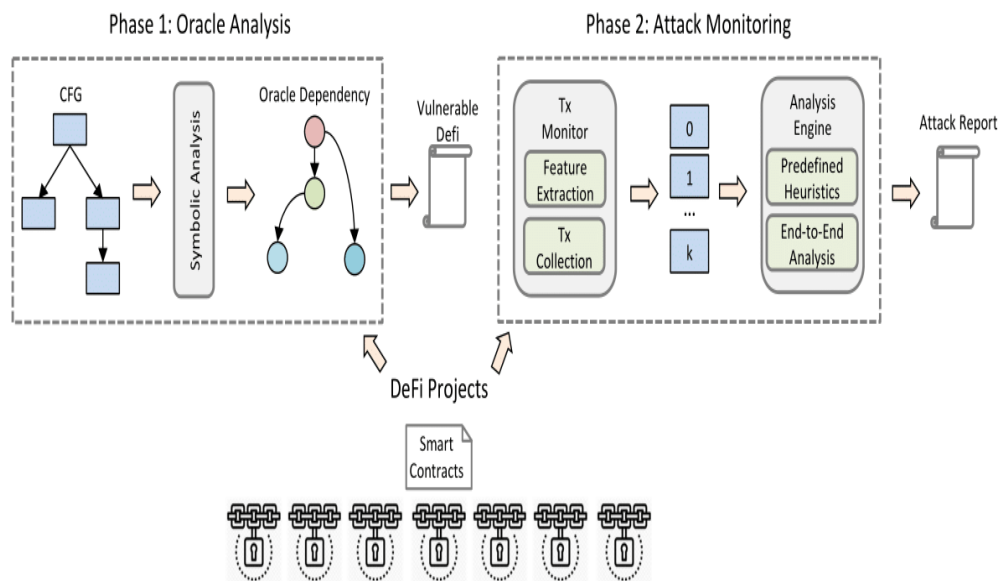 Phase 1: Oracle Analysis
Phase 2: Attack Monitoring
CFG
Symbolic Analysis
Oracle Dependency
Vulnerable
Defi
Tx
Monitor
Feature
Extraction
Tx
Collection
0
1
...
k
Analysis
Engine
Predefined
Heuristics
End-to-End
Analysis
Attack Report
DeFi Projects
Smart
Contracts